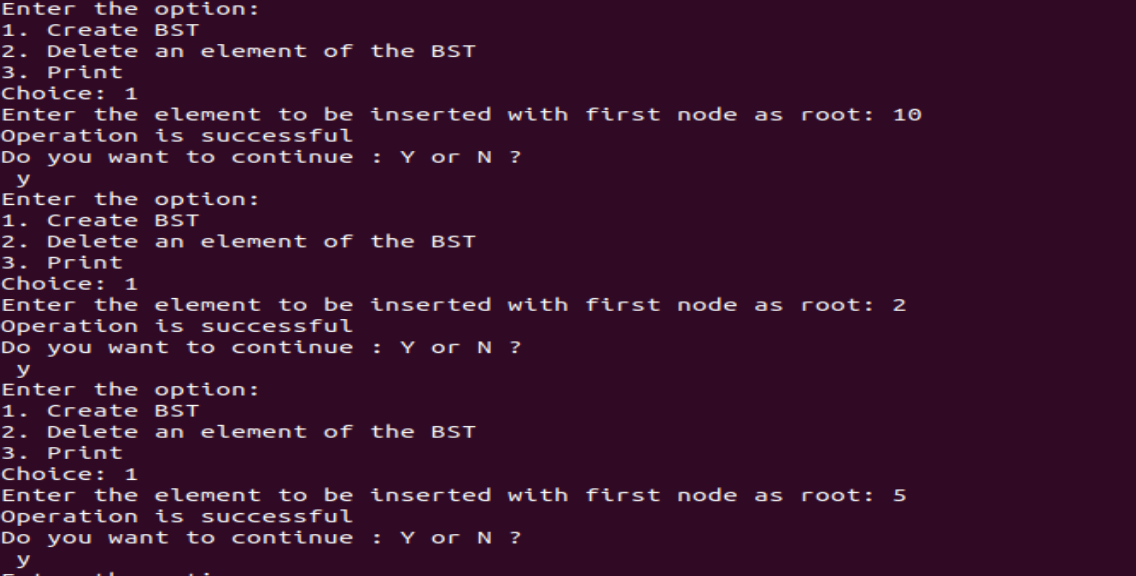 Enter the option:
1. Create BST
2. Delete an element of the BST
3. Print
Choice: 1
Enter the element to be inserted with first node as root: 10
Operation is successful
Do you want to continue : Y or N ?
y
Enter the option:
1. Create BST
2. Delete an element of the BST
3. Print
Choice: 1
Enter the element to be inserted with first node as root: 2
Operation is successful
Do you want to continue : Y or N ?
y
Enter the option:
1. Create BST
2. Delete an element of the BST
3. Print
Choice: 1
Enter the element to be inserted with first node as root: 5
Operation is successful
Do you want to continue : Y or N ?
y